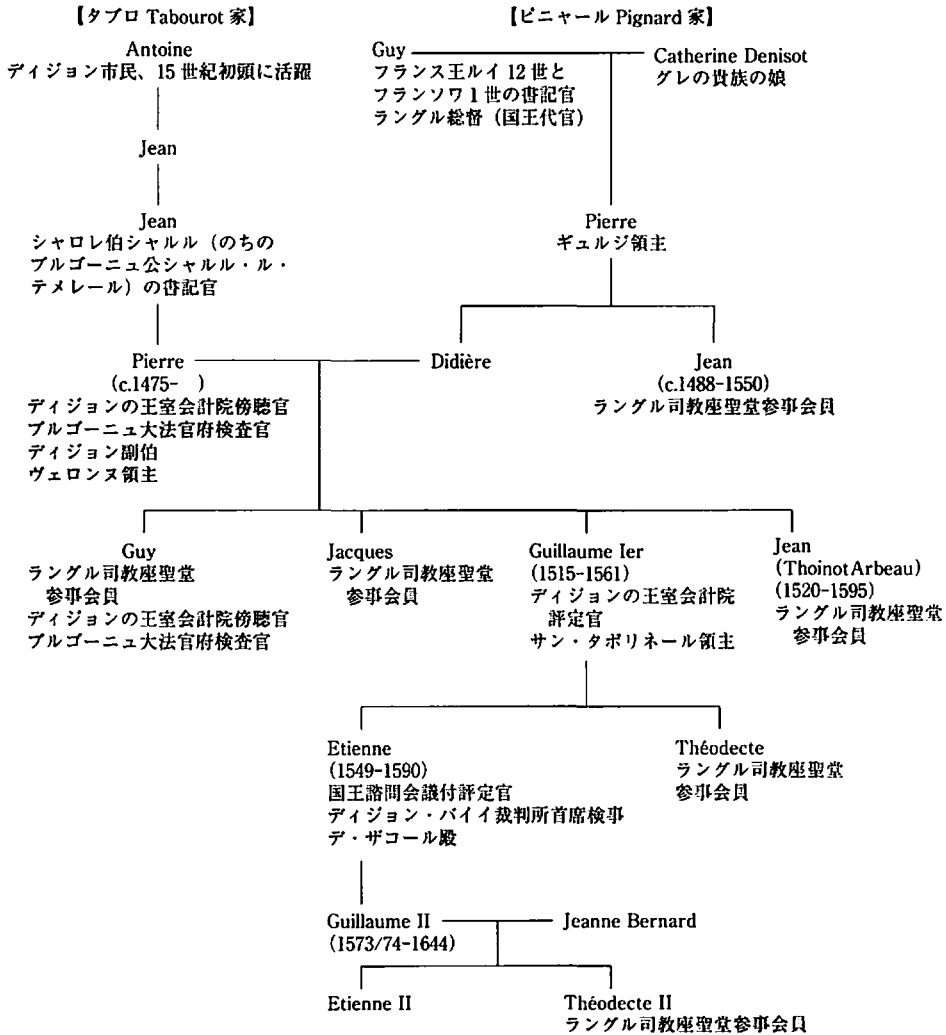 【タブロ Tabourot 家】
Antoine
ディジョン市民、15 世紀初頭に活躍
Jean
Jean
シャロレ伯シャルル（のちの
ブルゴーニュ公シャルル・ル・
テメレール）の書記官
【ピニャール Pignard 家】
Guy
フランス王ルイ 12 世と
フランソワ 1 世の書記官
ラングル総督（国王代官）
Catherine Denisot
グレの貴族の娘
Pierre
ギュルジ領主
Pierre
(c.1475- )
ディジョンの王室会計院傍聴官
ブルゴーニュ大法官府検査官
ディジョン副伯
ヴェロンヌ領主
Didière
Jean
(c.1488-1550)
ラングル司教座聖堂参事会員
Guy
ラングル司教座聖堂
参事会員
ディジョンの王室会計院傍聴官
ブルゴーニュ大法官府検査官
Jacques
ラングル司教座聖堂
参事会員
Guillaume Ier
(1515-1561)
ディジョンの王室会計院
評定官
サン・タポリネール領主
Jean
(Thoinot Arbeau)
(1520-1595)
ラングル司教座聖堂
参事会員
Etienne
(1549-1590)
国王諮問会議付評定官
ディジョン・バイイ裁判所首席検事
デ・ザコール殿
Théodecte
ラングル司教座聖堂
参事会員
Guillaume II
(1573/74-1644)
Jeanne Bernard
Etienne II
Théodecte II
ラングル司教座聖堂参事会員